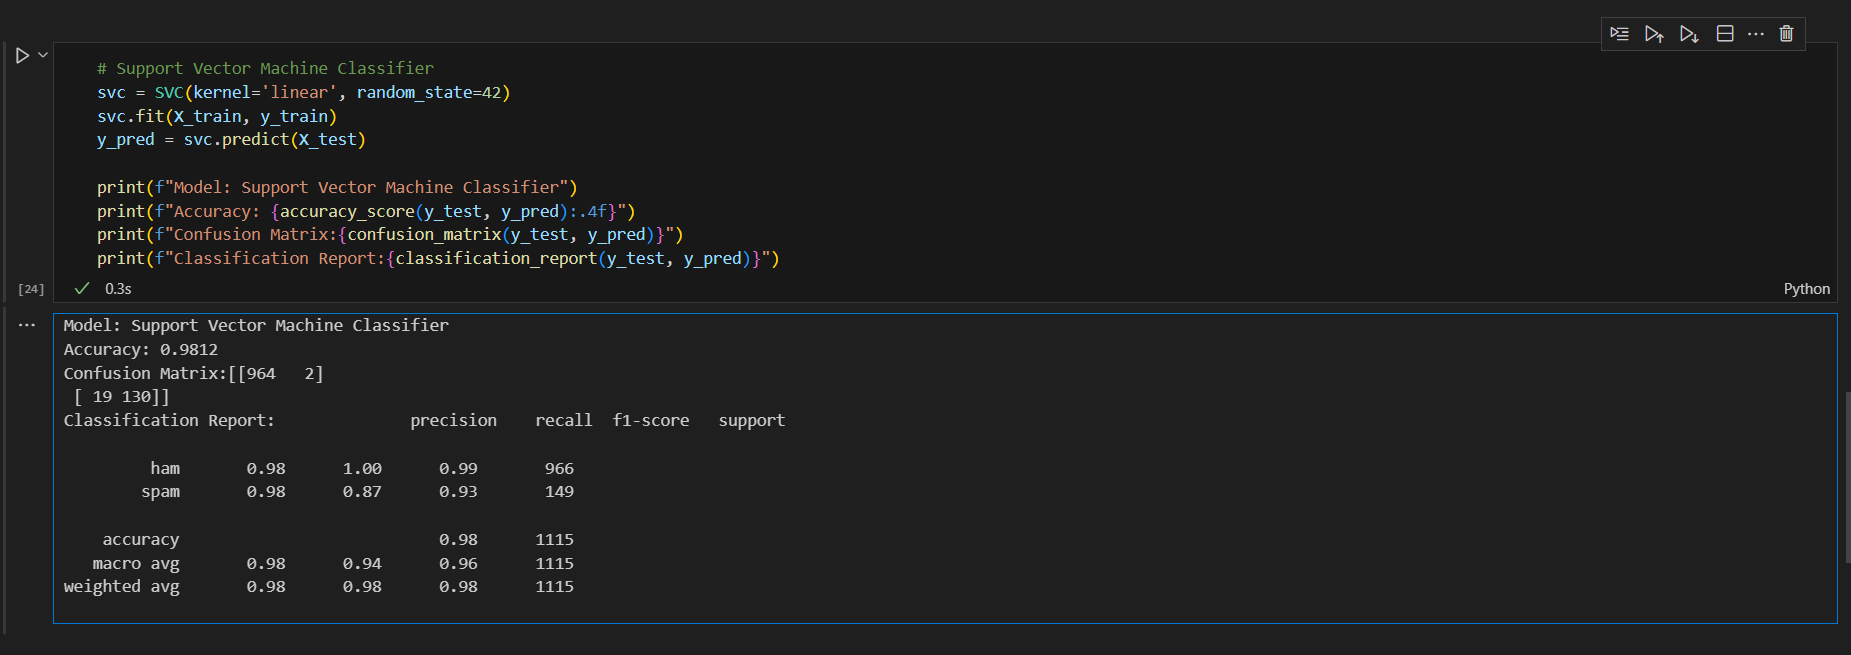 # Support Vector Machine Classifier
svc = SVC(kernel='linear', random_state=42)
svc.fit(X_train, y_train)
y_pred = svc.predict(X_test)
print(f"Model: Support Vector Machine Classifier")
print(f"Accuracy: {accuracy_score(y_test, y_pred):.4f}")
print(f"Confusion Matrix:{confusion_matrix(y_test, y_pred)}")
print(f"Classification Report:{classification_report(y_test, y_pred)}")
[24] 0.3s Python
Model: Support Vector Machine Classifier
Accuracy: 0.9812
Confusion Matrix:[[964   2]
 [ 19 130]]
Classification Report:              precision    recall  f1-score   support
         ham       0.98      1.00      0.99       966
        spam       0.98      0.87      0.93       149
    accuracy                           0.98      1115
   macro avg       0.98      0.94      0.96      1115
weighted avg       0.98      0.98      0.98      1115